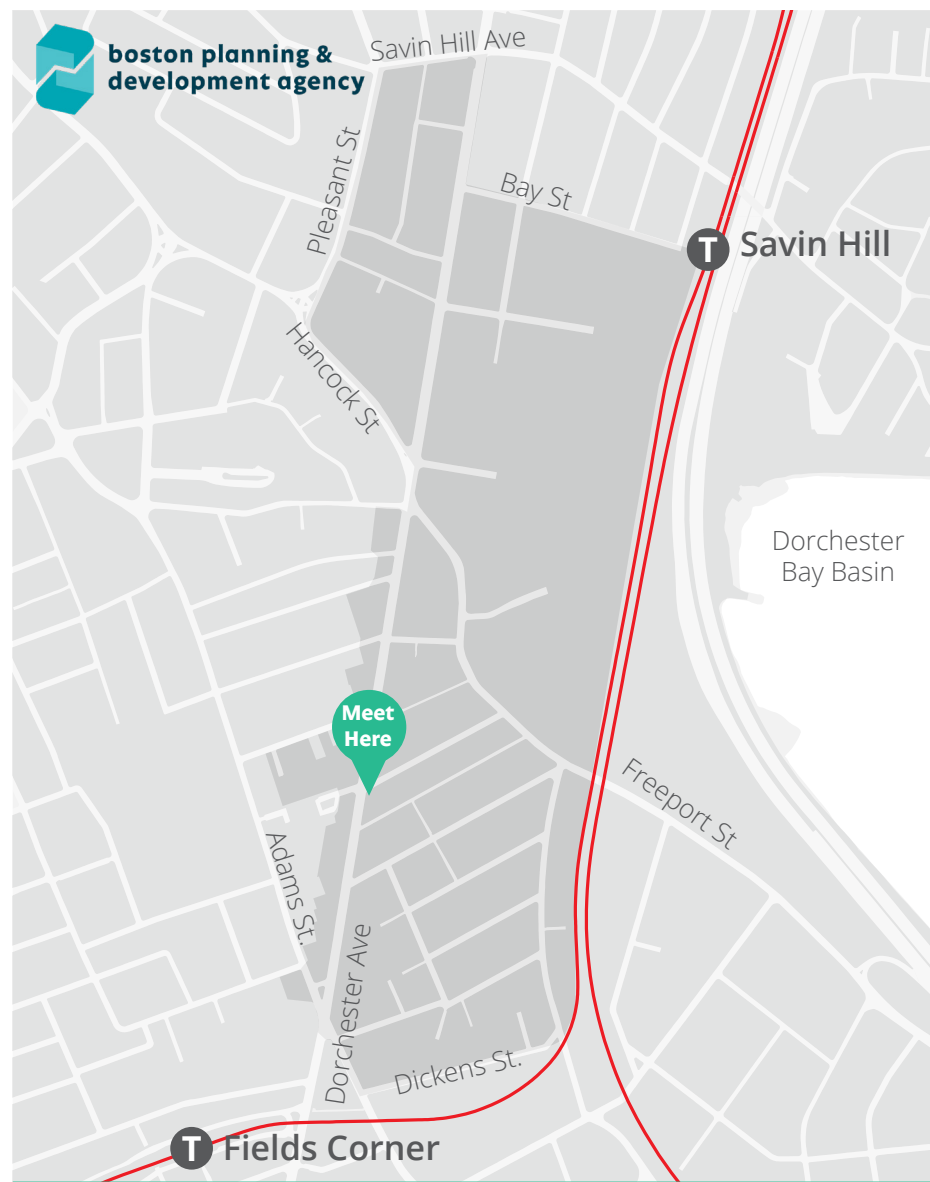 boston planning &
development agency
Savin Hill Ave
Pleasant St
Bay St
T Savin Hill
Hancock St
Dorchester
Bay Basin
Meet
Here
Freeport St
Adams St.
Dorchester Ave
Dickens St.
T Fields Corner